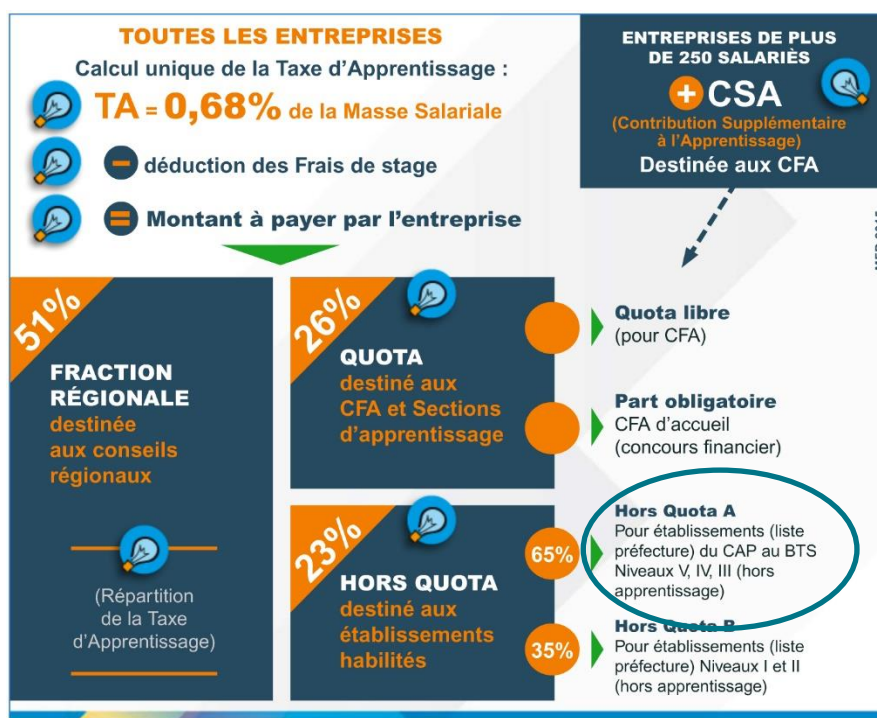 TOUTES LES ENTREPRISES
Calcul unique de la Taxe d'Apprentissage :
TA = 0,68% de la Masse Salariale
- déduction des Frais de stage
= Montant à payer par l'entreprise
ENTREPRISES DE PLUS
DE 250 SALARIÈS
+ CSA
(Contribution Supplémentaire
à l'Apprentissage)
Destinée aux CFA
51%
FRACTION
RÉGIONALE
destinée
aux conseils
régionaux
(Répartition
de la Taxe
d'Apprentissage)
26%
QUOTA
destiné aux
CFA et Sections
d'apprentissage
Quota libre
(pour CFA)
Part obligatoire
CFA d'accueil
(concours financier)
23%
HORS QUOTA
destiné aux
établissements
habilités
65%
Hors Quota A
Pour établissements (liste
préfecture) du CAP au BTS
Niveaux V, IV, III (hors
apprentissage)
35%
Hors Quota B
Pour établissements (liste
préfecture) Niveaux I et II
(hors apprentissage)